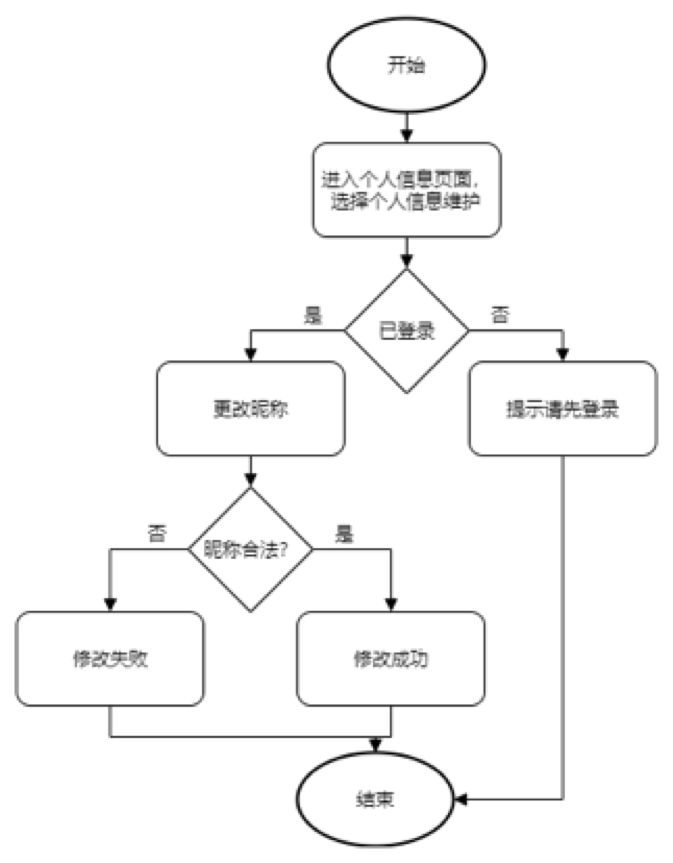 开始
进入个人信息页面，
选择个人信息维护
是
已登录
否
更改昵称
提示请先登录
否
昵称合法？
是
修改失败
修改成功
结束